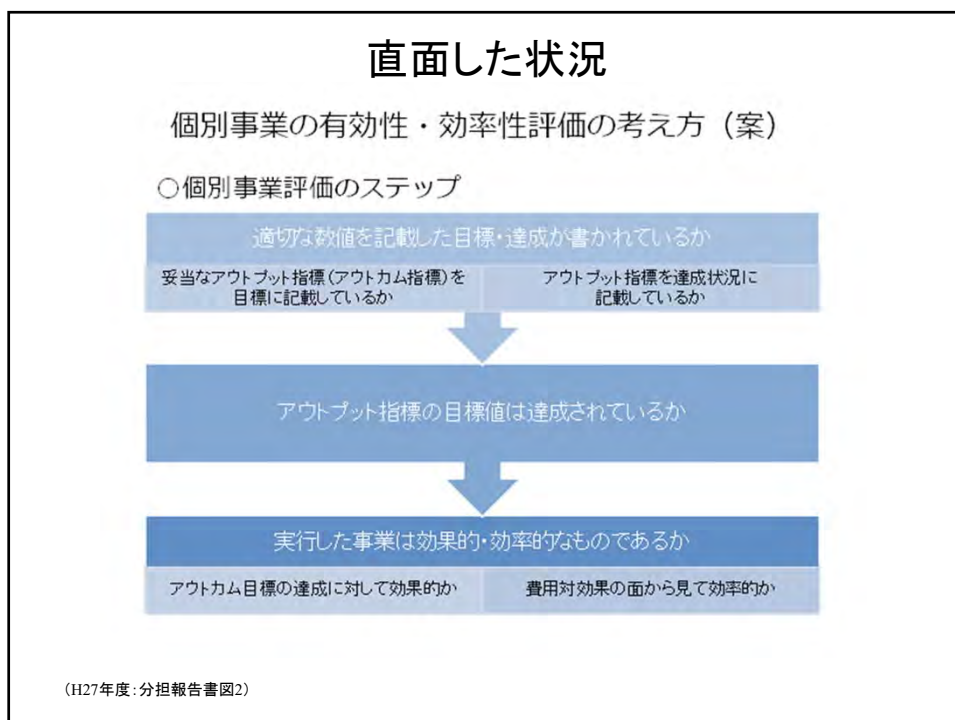 直面した状況
個別事業の有効性・効率性評価の考え方（案）
○個別事業評価のステップ
適切な数値を記載した目標・達成が書かれているか
妥当なアウトプット指標（アウトカム指標）を
目標に記載しているか
アウトプット指標を達成状況に
記載しているか
アウトプット指標の目標値は達成されているか
実行した事業は効果的・効率的なものであるか
アウトカム目標の達成に対して効果的か
費用対効果の面から見て効率的か
（H27年度：分担報告書図2）